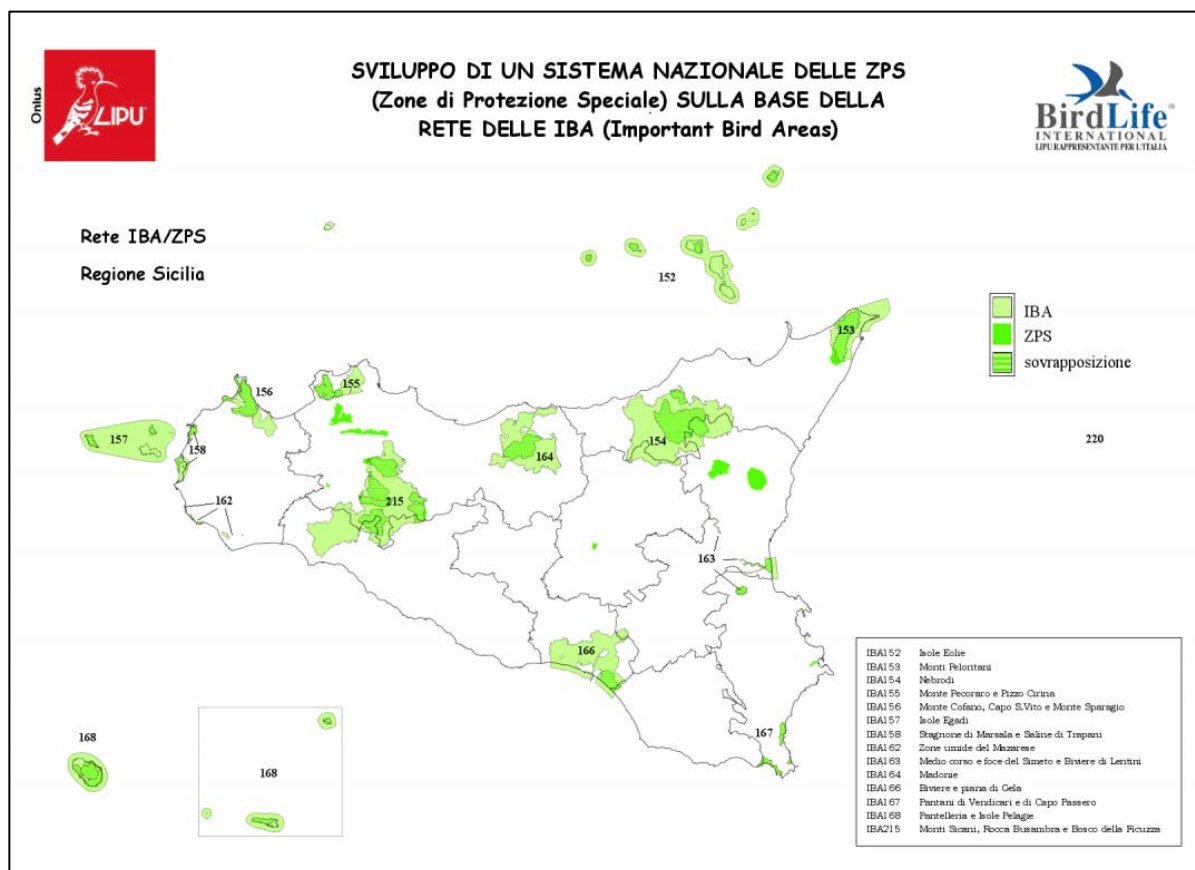 Onlus
LIPU
SVILUPPO DI UN SISTEMA NAZIONALE DELLE ZPS
(Zone di Protezione Speciale) SULLA BASE DELLA
RETE DELLE IBA (Important Bird Areas)
BirdLife®
INTERNATIONAL
LIPU RAPPRESENTANTE PER L'ITALIA
Rete IBA/ZPS
Regione Sicilia
152
IBA
ZPS
sovrapposizione
153
155
156
157
158
154
220
164
162
215
163
166
167
168
168
IBA152 Isole Eolie
IBA153 Monti Peloritani
IBA154 Nebrodi
IBA155 Monte Pecoraro e Pizzo Cirina
IBA156 Monte Cofano, Capo S.Vito e Monte Sparagio
IBA157 Isole Egadi
IBA158 Stagnone di Marsala e Saline di Trapani
IBA162 Zone umide del Mazarese
IBA163 Medio corso e foce del Simeto e Biviere di Lentini
IBA164 Madonie
IBA166 Biviere e piana di Gela
IBA167 Pantani di Vendicari e di Capo Passero
IBA168 Pantelleria e Isole Pelagie
IBA215 Monti Sicani, Rocca Busambra e Bosco della Ficuzza